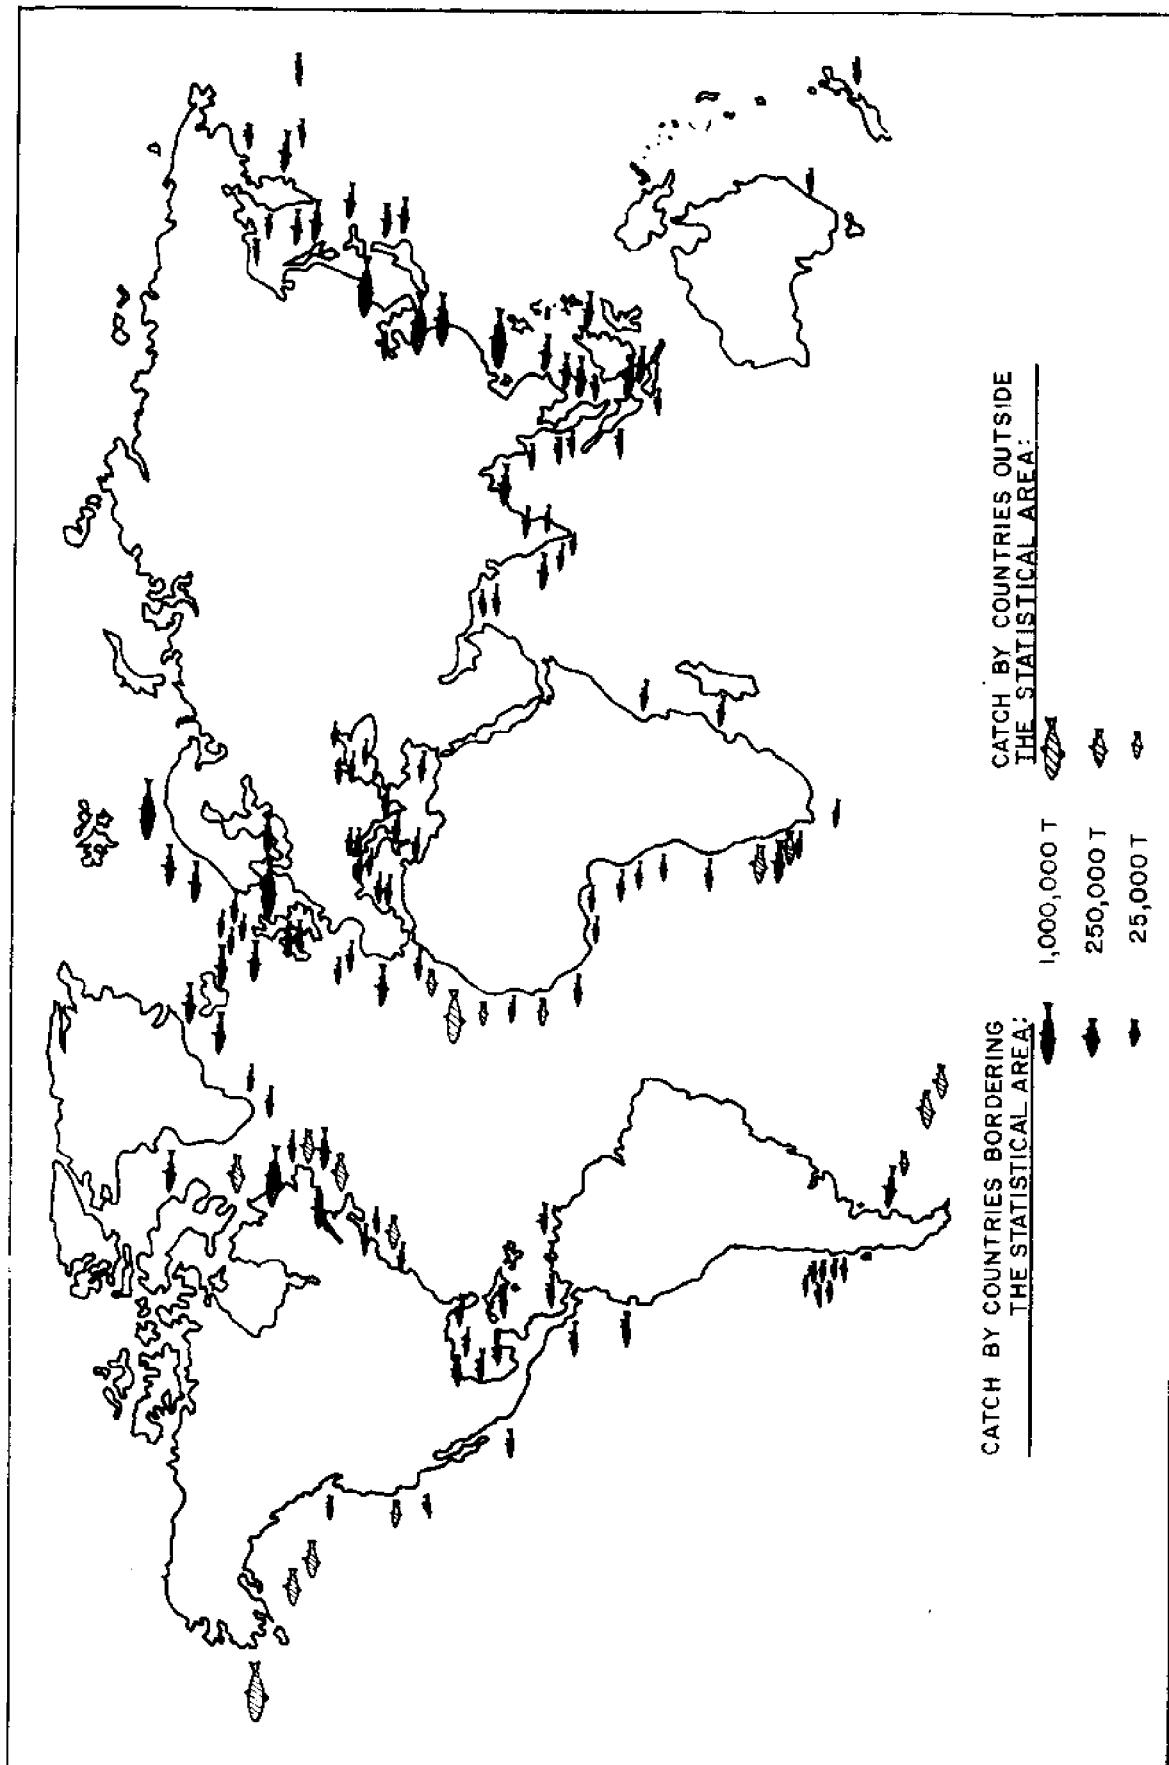 CATCH BY COUNTRIES BORDERING
THE STATISTICAL AREA:
CATCH BY COUNTRIES OUTSIDE
THE STATISTICAL AREA:
1,000,000 T
250,000 T
25,000 T